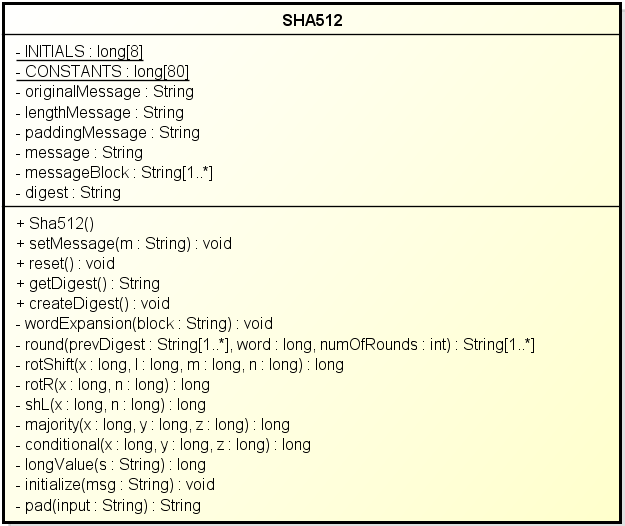 SHA512
- INITIALS : long[8]
- CONSTANTS : long[80]
- originalMessage : String
- lengthMessage : String
- paddingMessage : String
- message : String
- messageBlock : String[1..*]
- digest : String
+ Sha512()
+ setMessage(m : String) : void
+ reset() : void
+ getDigest() : String
+ createDigest() : void
- wordExpansion(block : String) : void
- round(prevDigest : String[1..*], word : long, numOfRounds : int) : String[1..*]
- rotShift(x : long, l : long, m : long, n : long) : long
- rotR(x : long, n : long) : long
- shL(x : long, n : long) : long
- majority(x : long, y : long, z : long) : long
- conditional(x : long, y : long, z : long) : long
- longValue(s : String) : long
- initialize(msg : String) : void
- pad(input : String) : String